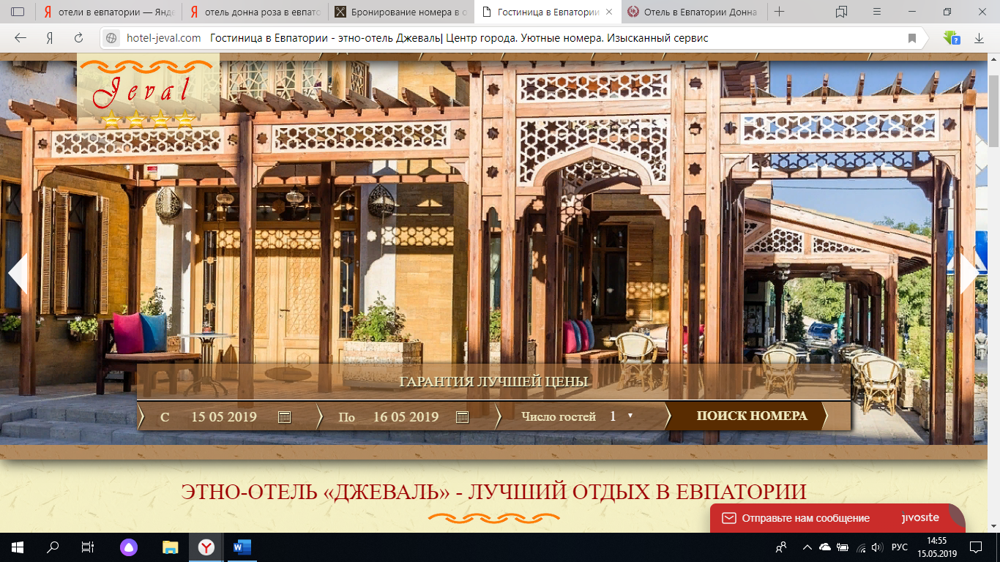 отели в евпатории — Янде
отель донна роза в евпато
Бронирование номера в о
Гостиница в Евпатории
Отель в Евпатории Донна
Я
hotel-jeval.com
Гостиница в Евпатории - этно-отель Джеваль| Центр города. Уютные номера. Изысканный сервис
Jeval
ГАРАНТИЯ ЛУЧШЕЙ ЦЕНЫ
С 15 05 2019
По 16 05 2019
Число гостей 1
ПОИСК НОМЕРА
ЭТНО-ОТЕЛЬ «ДЖЕВАЛЬ» - ЛУЧШИЙ ОТДЫХ В ЕВПАТОРИИ
Отправьте нам сообщение
jivosite
РУС
14:55
15.05.2019